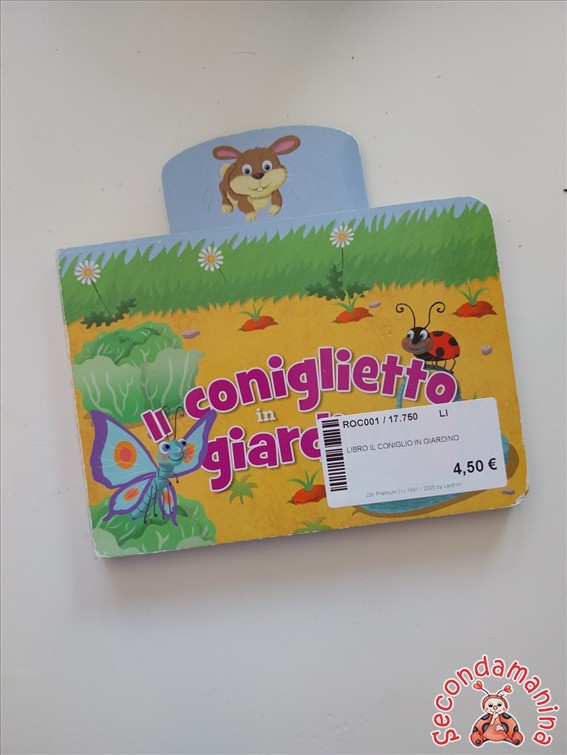 Il coniglietto
in
giard
ROC001 / 17.750 LI
LIBRO IL CONIGLIO IN GIARDINO
4,50 €
Secondamanina